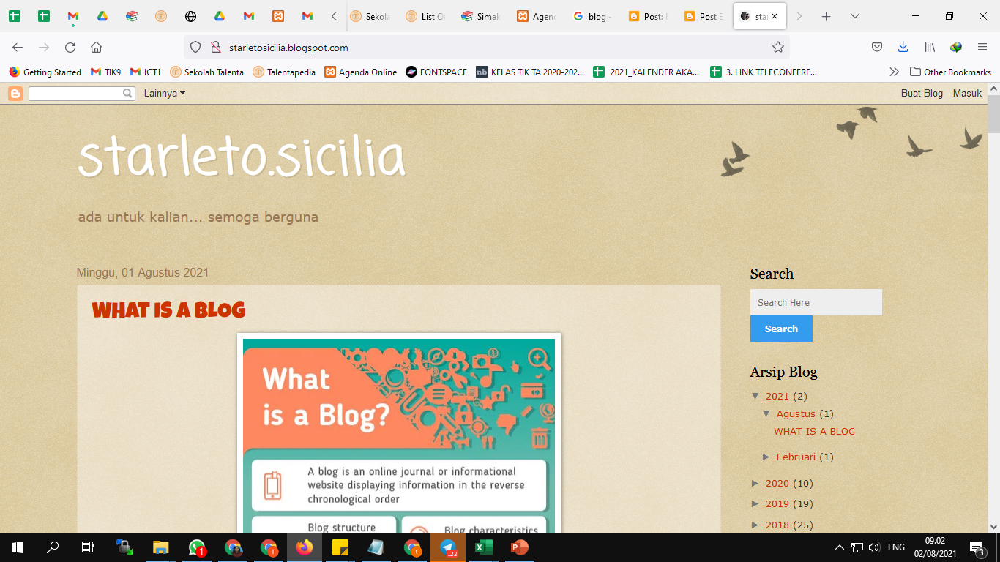 Sekola
List Qu
Simak
Agend
blog -
Post: E
Post E
star
starletosicilia.blogspot.com
Getting Started
TIK9
ICT1
Sekolah Talenta
Talentapedia
Agenda Online
FONTSPACE
nb
KELAS TIK TA 2020-202...
2021_KALENDER AKA...
3. LINK TELECONFERE...
Other Bookmarks
Lainnya
Buat Blog
Masuk
starleto.sicilia
ada untuk kalian... semoga berguna
Minggu, 01 Agustus 2021
WHAT IS A BLOG
What
is a Blog?
A blog is an online journal or informational
website displaying information in the reverse
chronological order
Blog structure
Blog characteristics
Search
Search Here
Search
Arsip Blog
▼ 2021 (2)
▼ Agustus (1)
WHAT IS A BLOG
► Februari (1)
► 2020 (10)
► 2019 (19)
► 2018 (25)
1
T
.22
ENG
09.02
02/08/2021
3